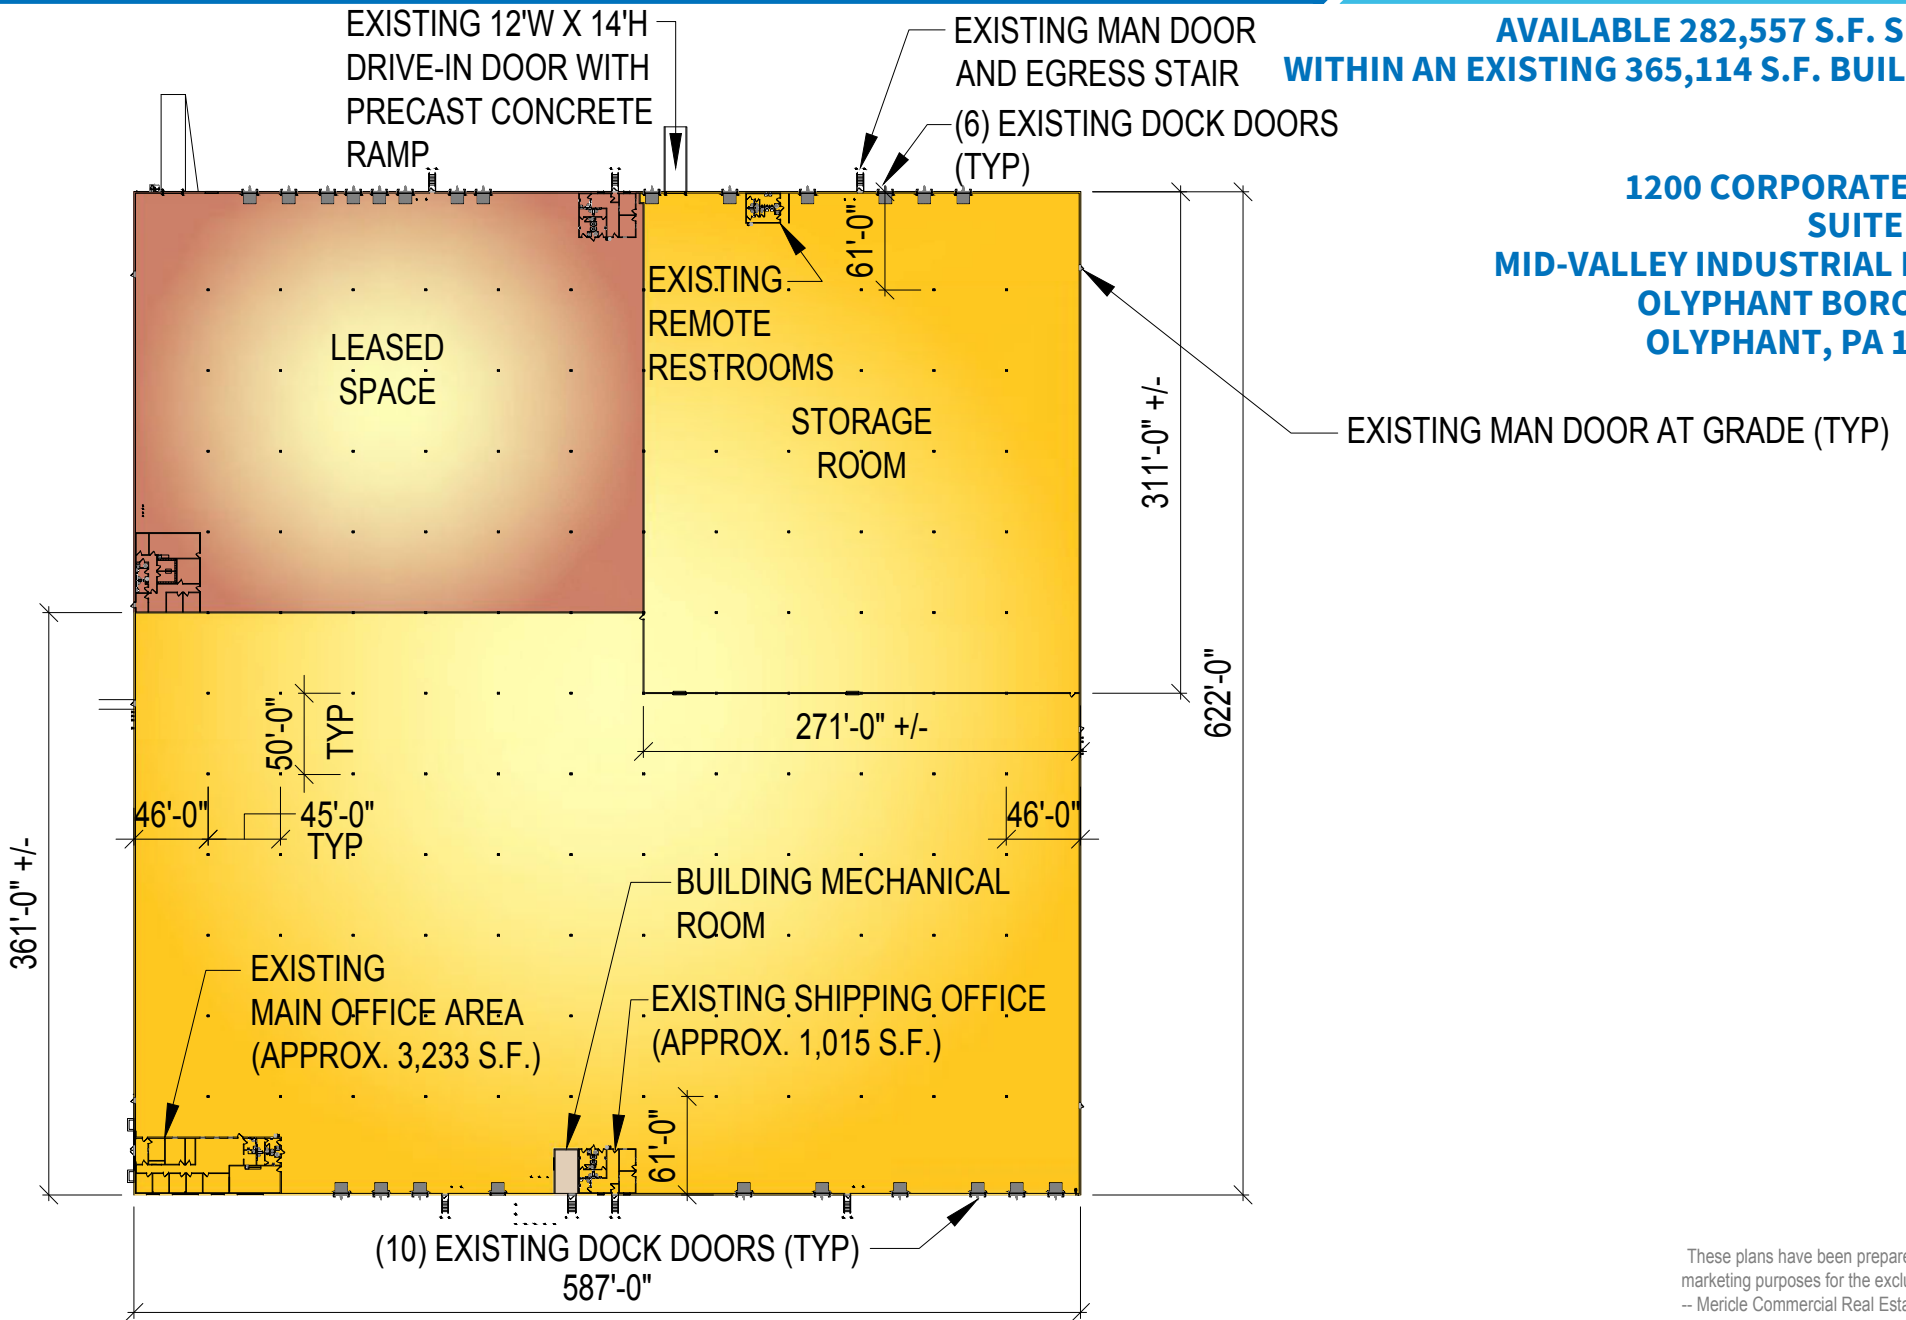 EXISTING 12'W X 14'H
DRIVE-IN DOOR WITH
PRECAST CONCRETE
RAMP
EXISTING MAN DOOR
AND EGRESS STAIR
(6) EXISTING DOCK DOORS
(TYP)
AVAILABLE 282,557 S.F. S
WITHIN AN EXISTING 365,114 S.F. BUIL
1200 CORPORATE
SUITE
MID-VALLEY INDUSTRIAL
OLYPHANT BORO
OLYPHANT, PA 1
61'-0"
EXISTING
REMOTE
RESTROOMS
LEASED
SPACE
STORAGE
ROOM
311'-0" +/-
EXISTING MAN DOOR AT GRADE (TYP)
622'-0"
271'-0" +/-
50'-0"
TYP
46'-0"
45'-0"
TYP
46'-0"
361'-0" +/-
BUILDING MECHANICAL
ROOM
EXISTING
MAIN OFFICE AREA
(APPROX. 3,233 S.F.)
EXISTING SHIPPING OFFICE
(APPROX. 1,015 S.F.)
61'-0"
(10) EXISTING DOCK DOORS (TYP)
587'-0"
These plans have been prepare
marketing purposes for the exclu
-- Mericle Commercial Real Esta